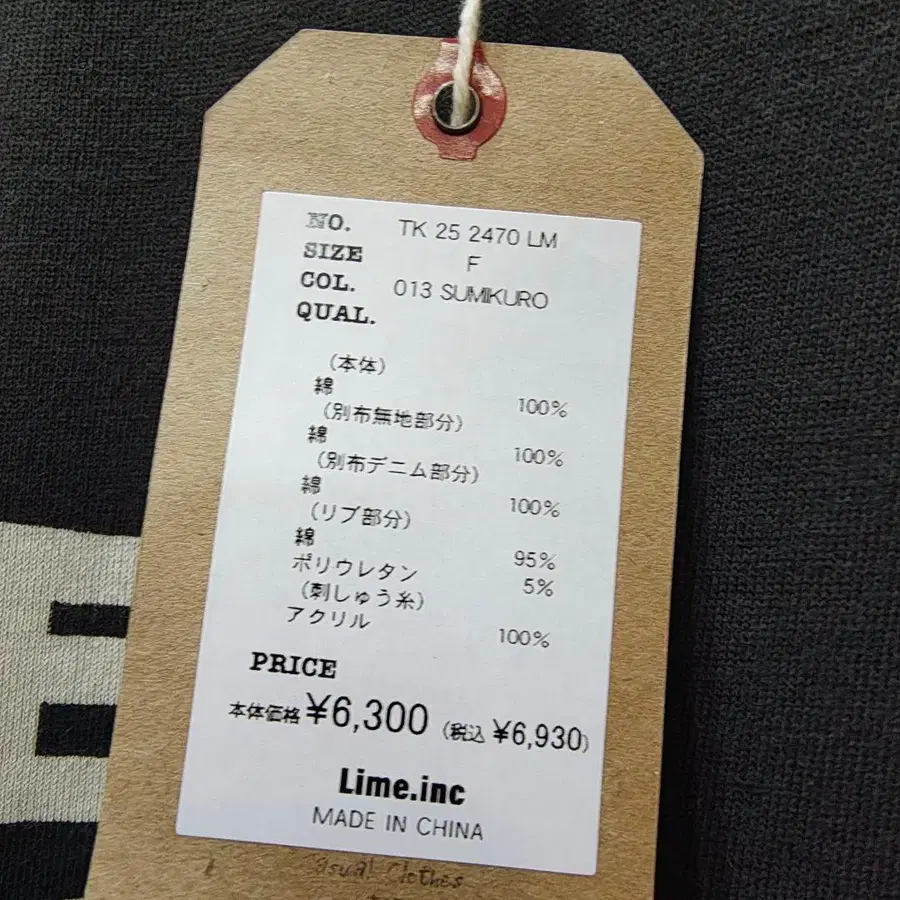 NO. TK 25 2470 LM
SIZE F
COL. 013 SUMIKURO
QUAL.
（本体）
綿 100%
（別布無地部分）
綿 100%
（別布デニム部分）
綿 100%
（リブ部分）
綿 95%
ポリウレタン 5%
（刺しゅう糸）
アクリル 100%
PRICE
本体価格 ¥6,300 (税込 ¥6,930)
Lime.inc
MADE IN CHINA
Casual Clothes